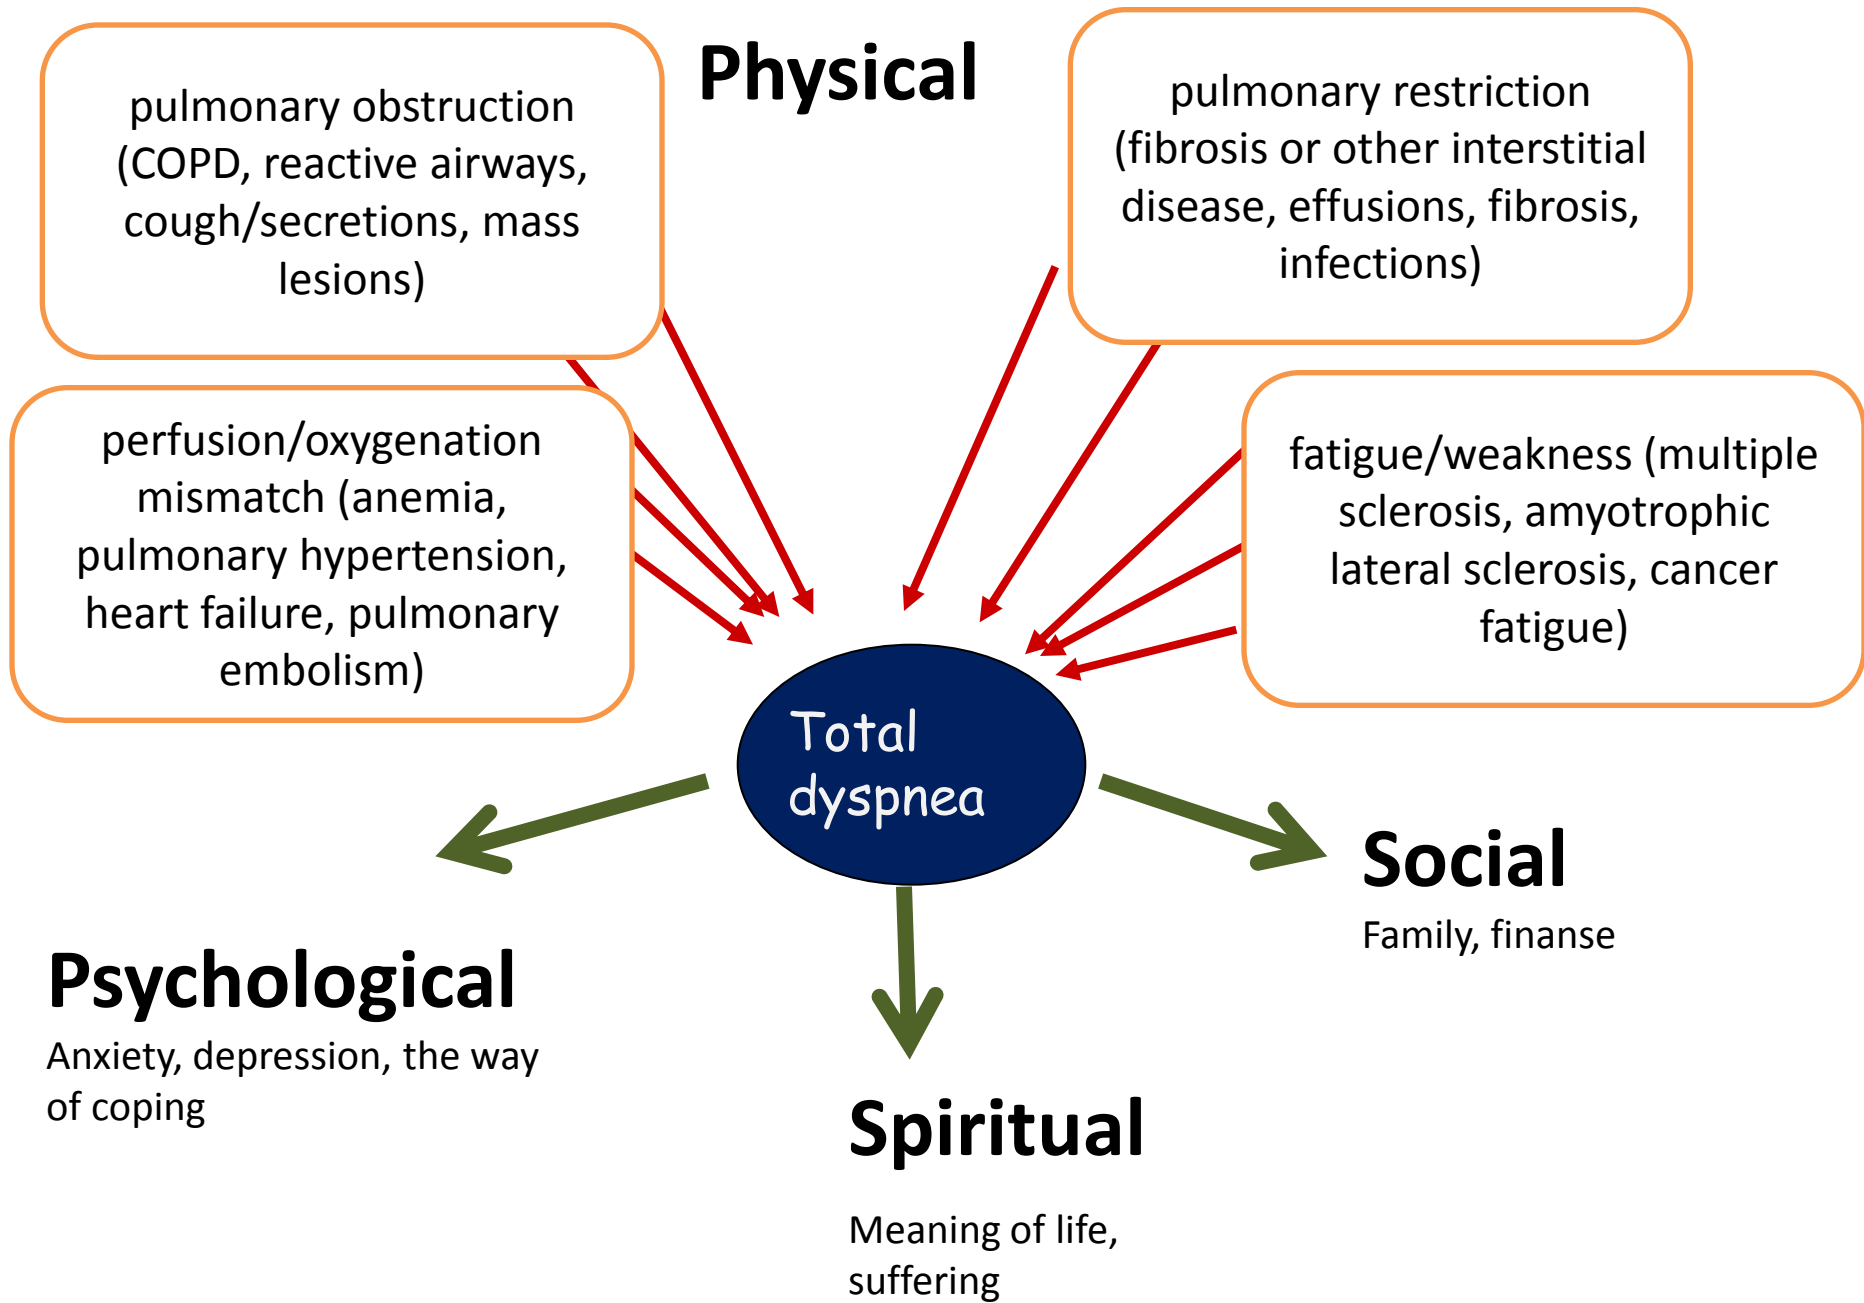 Physical
pulmonary obstruction
(COPD, reactive airways,
cough/secretions, mass
lesions)
pulmonary restriction
(fibrosis or other interstitial
disease, effusions, fibrosis,
infections)
perfusion/oxygenation
mismatch (anemia,
pulmonary hypertension,
heart failure, pulmonary
embolism)
fatigue/weakness (multiple
sclerosis, amyotrophic
lateral sclerosis, cancer
fatigue)
Total
dyspnea
Social
Family, finanse
Psychological
Anxiety, depression, the way
of coping
Spiritual
Meaning of life,
suffering